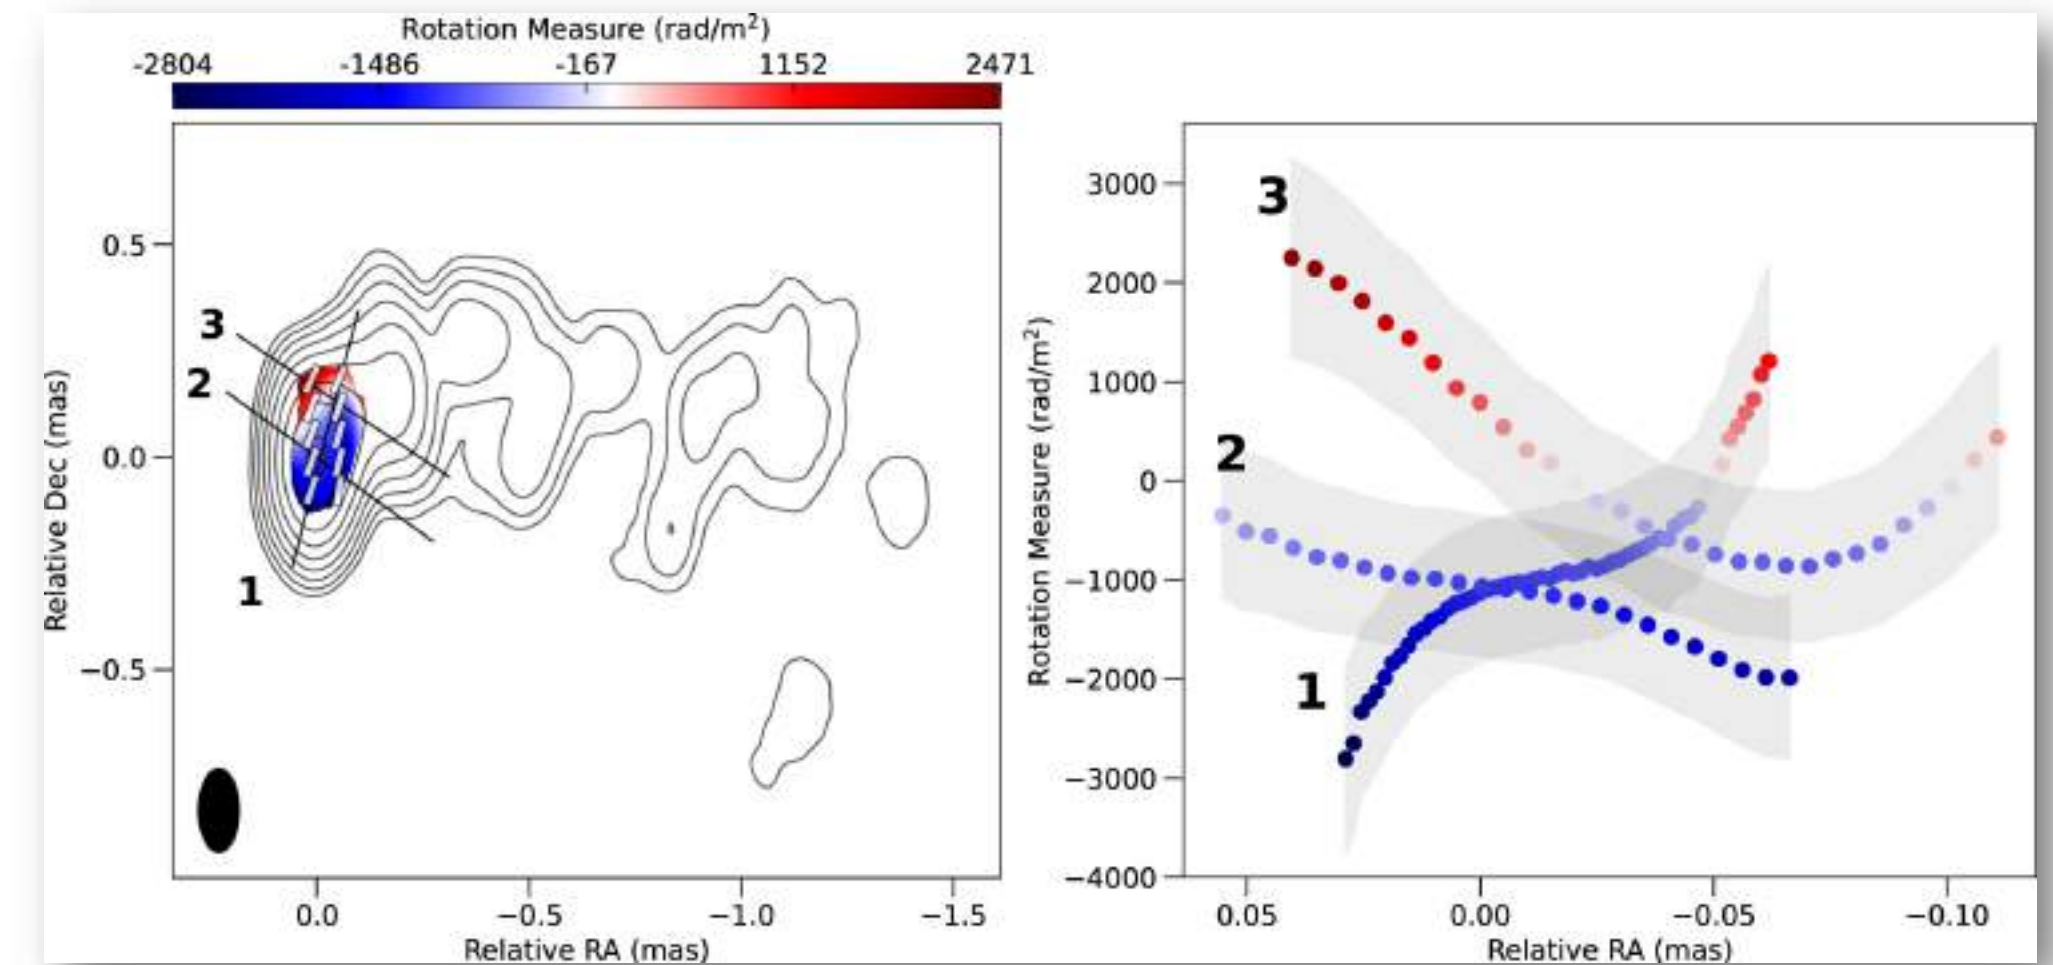 Rotation Measure (rad/m²)
-2804 -1486 -167 1152 2471
0.5
0.0
−0.5
Relative Dec (mas)
3
2
1
0.0 −0.5 −1.0 −1.5
Relative RA (mas)
3000
2000
1000
0
−1000
−2000
−3000
−4000
Rotation Measure (rad/m²)
3
2
1
0.05 0.00 −0.05 −0.10
Relative RA (mas)